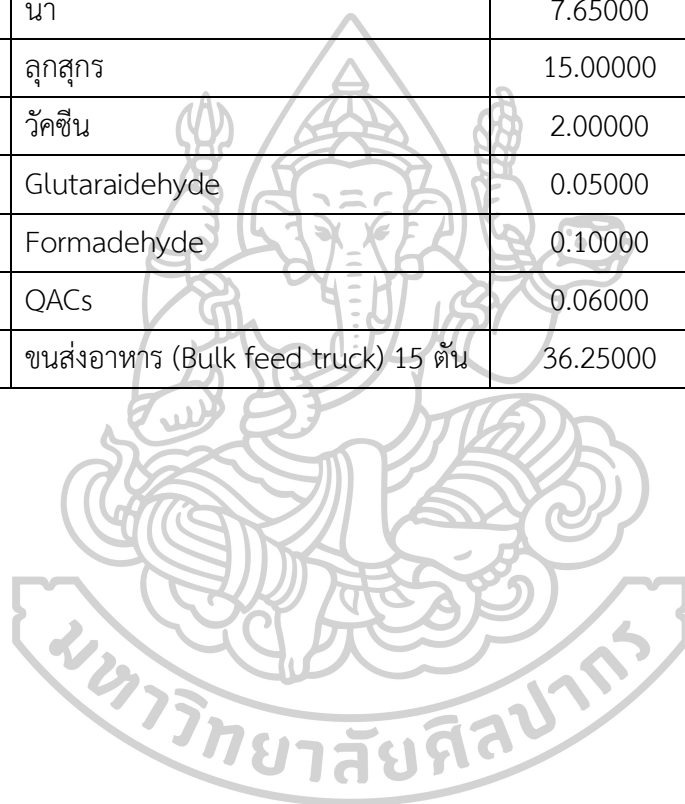 นา 7.65000
ลุกสุกร 15.00000
วัคซีน 2.00000
Glutaraidehyde 0.05000
Formadehyde 0.10000
QACs 0.06000
ขนส่งอาหาร (Bulk feed truck) 15 ตัน 36.25000
มหาวิทยาลัยศิลปากร